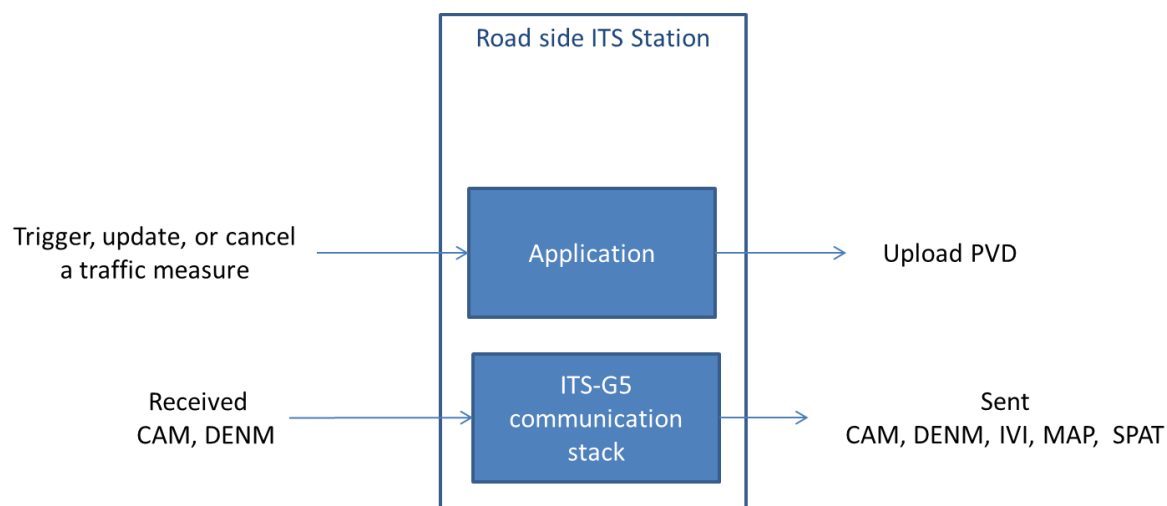 Road side ITS Station
Trigger, update, or cancel
a traffic measure
Application
Upload PVD
Received
CAM, DENM
ITS-G5
communication
stack
Sent
CAM, DENM, IVI, MAP,  SPAT